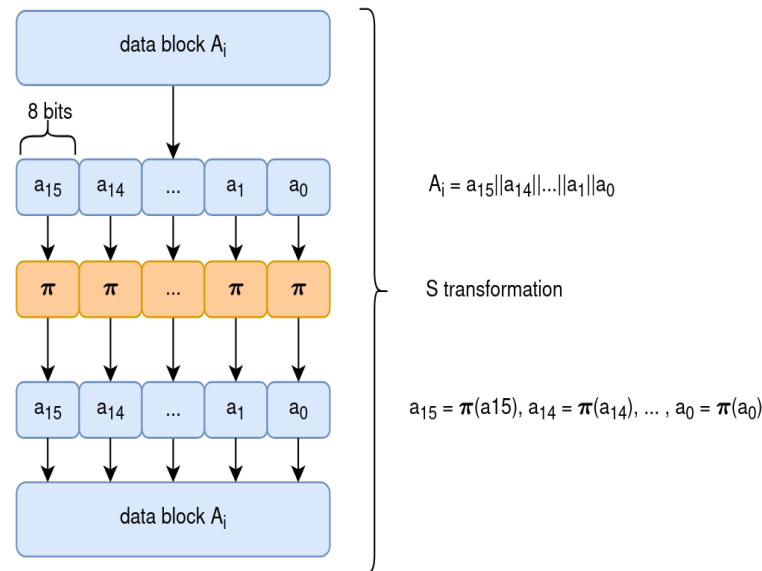 data block Aᵢ
8 bits
a₁₅ a₁₄ ... a₁ a₀
Aᵢ = a₁₅||a₁₄||...||a₁||a₀
π π ... π π
S transformation
a₁₅ a₁₄ ... a₁ a₀
a₁₅ = π(a15), a₁₄ = π(a₁₄), ... , a₀ = π(a₀)
data block Aᵢ